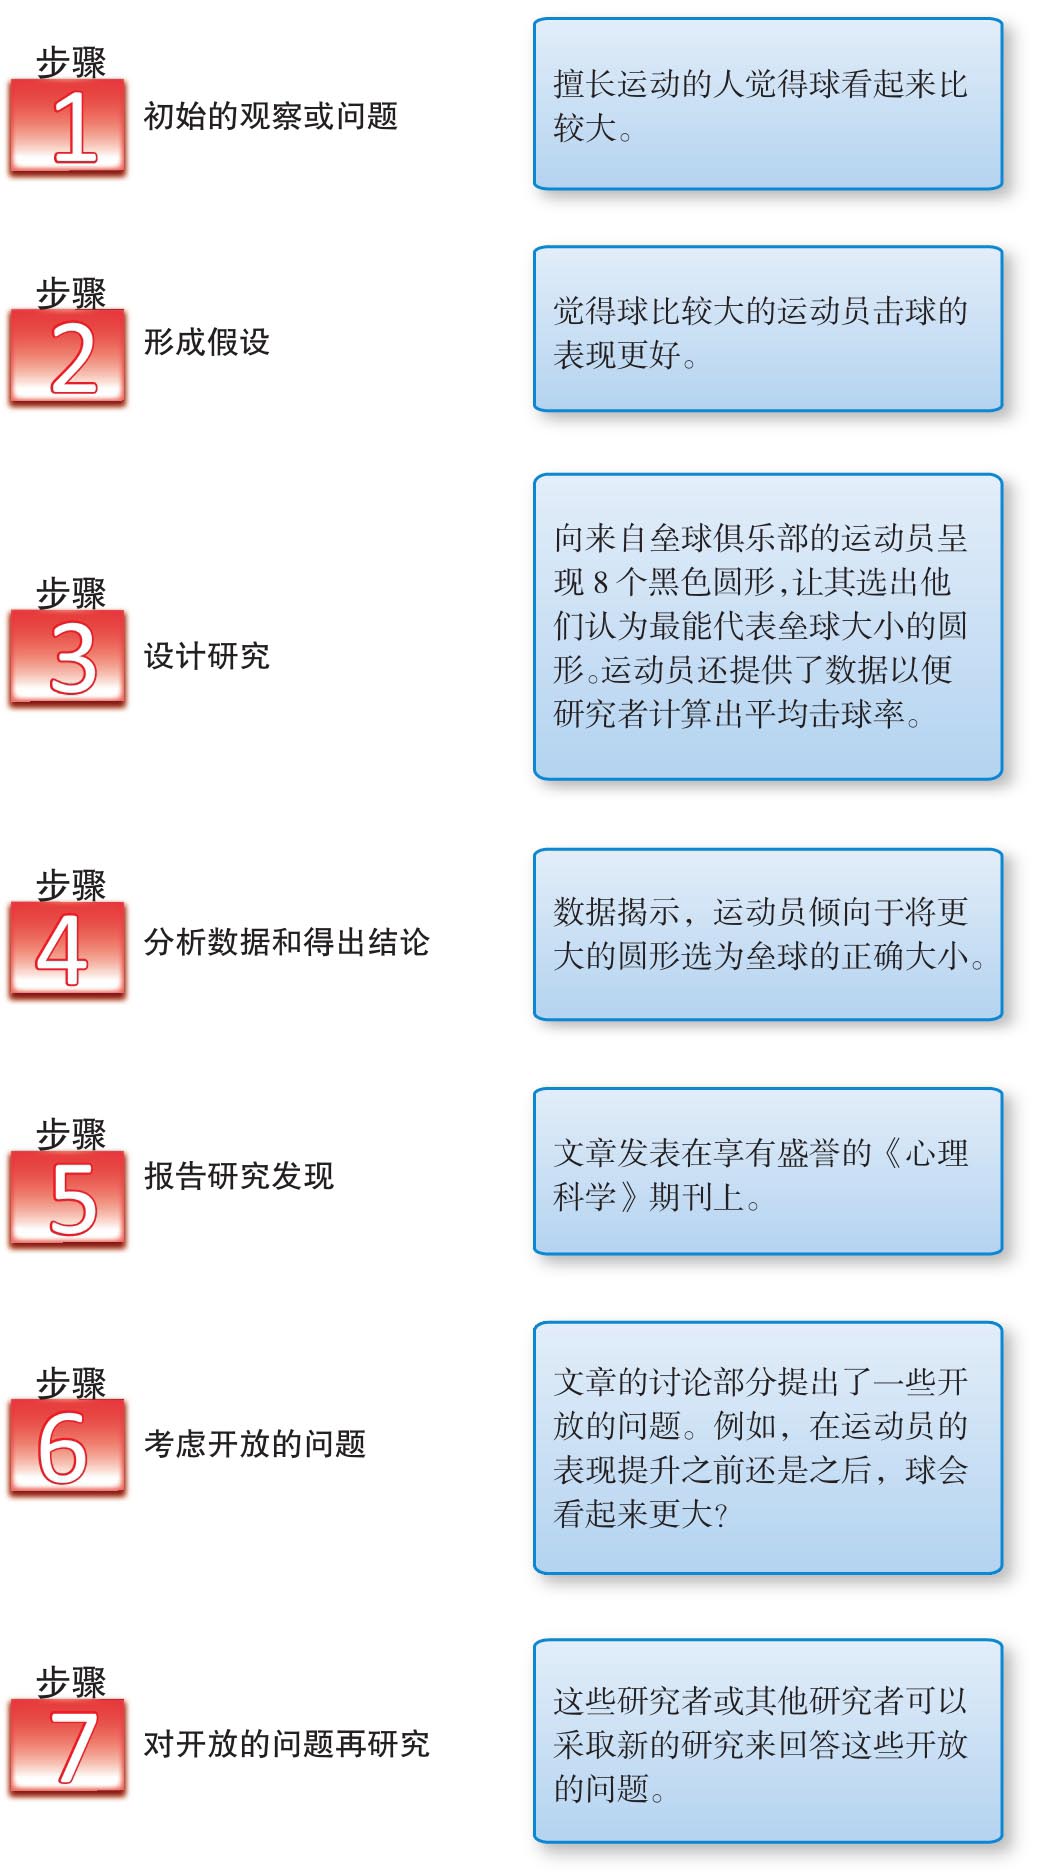 步骤
1
初始的观察或问题
擅长运动的人觉得球看起来比
较大。
步骤
2
形成假设
觉得球比较大的运动员击球的
表现更好。
步骤
3
设计研究
向来自垒球俱乐部的运动员呈
现 8 个黑色圆形,让其选出他
们认为最能代表垒球大小的圆
形。运动员还提供了数据以便
研究者计算出平均击球率。
步骤
4
分析数据和得出结论
数据揭示，运动员倾向于将更
大的圆形选为垒球的正确大小。
步骤
5
报告研究发现
文章发表在享有盛誉的《心理
科学》期刊上。
步骤
6
考虑开放的问题
文章的讨论部分提出了一些开
放的问题。例如，在运动员的
表现提升之前还是之后，球会
看起来更大？
步骤
7
对开放的问题再研究
这些研究者或其他研究者可以
采取新的研究来回答这些开放
的问题。